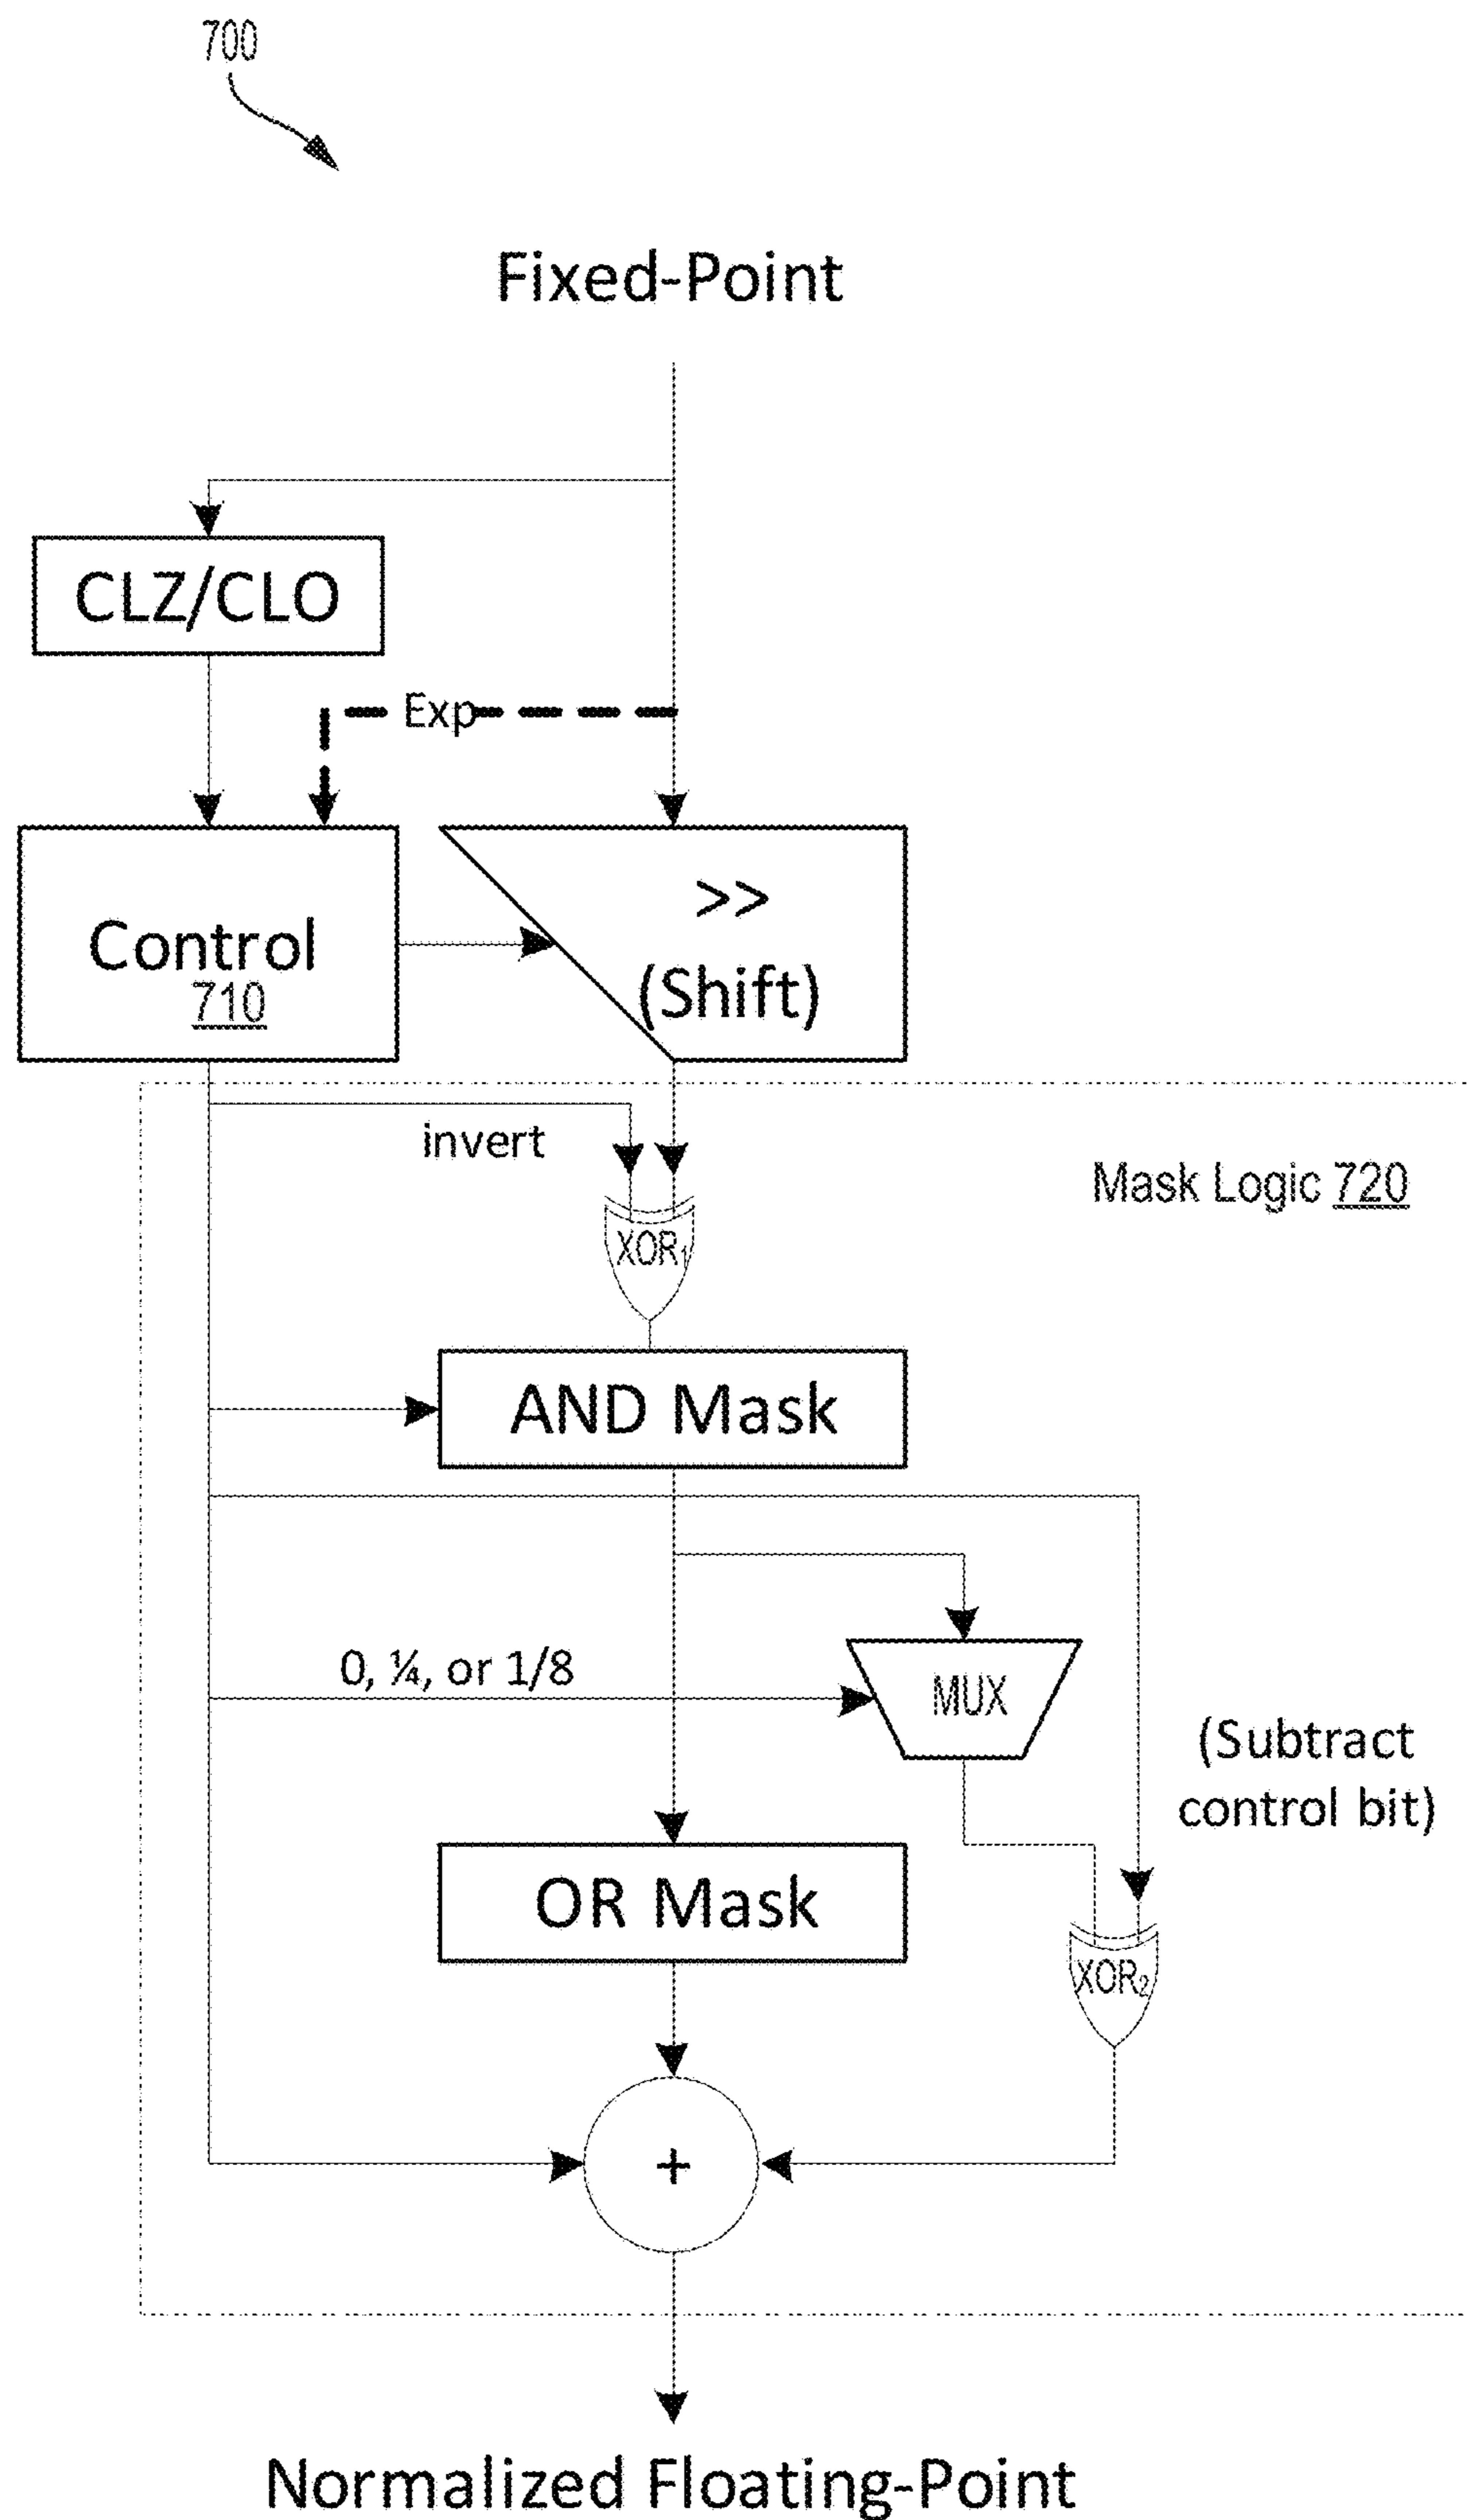 700
Fixed-Point
CLZ/CLO
Exp
>>
(Shift)
Control
710
invert
Mask Logic 720
XOR₁
AND Mask
0, ¼, or 1/8
MUX
(Subtract
control bit)
OR Mask
XOR₂
+
Normalized Floating-Point